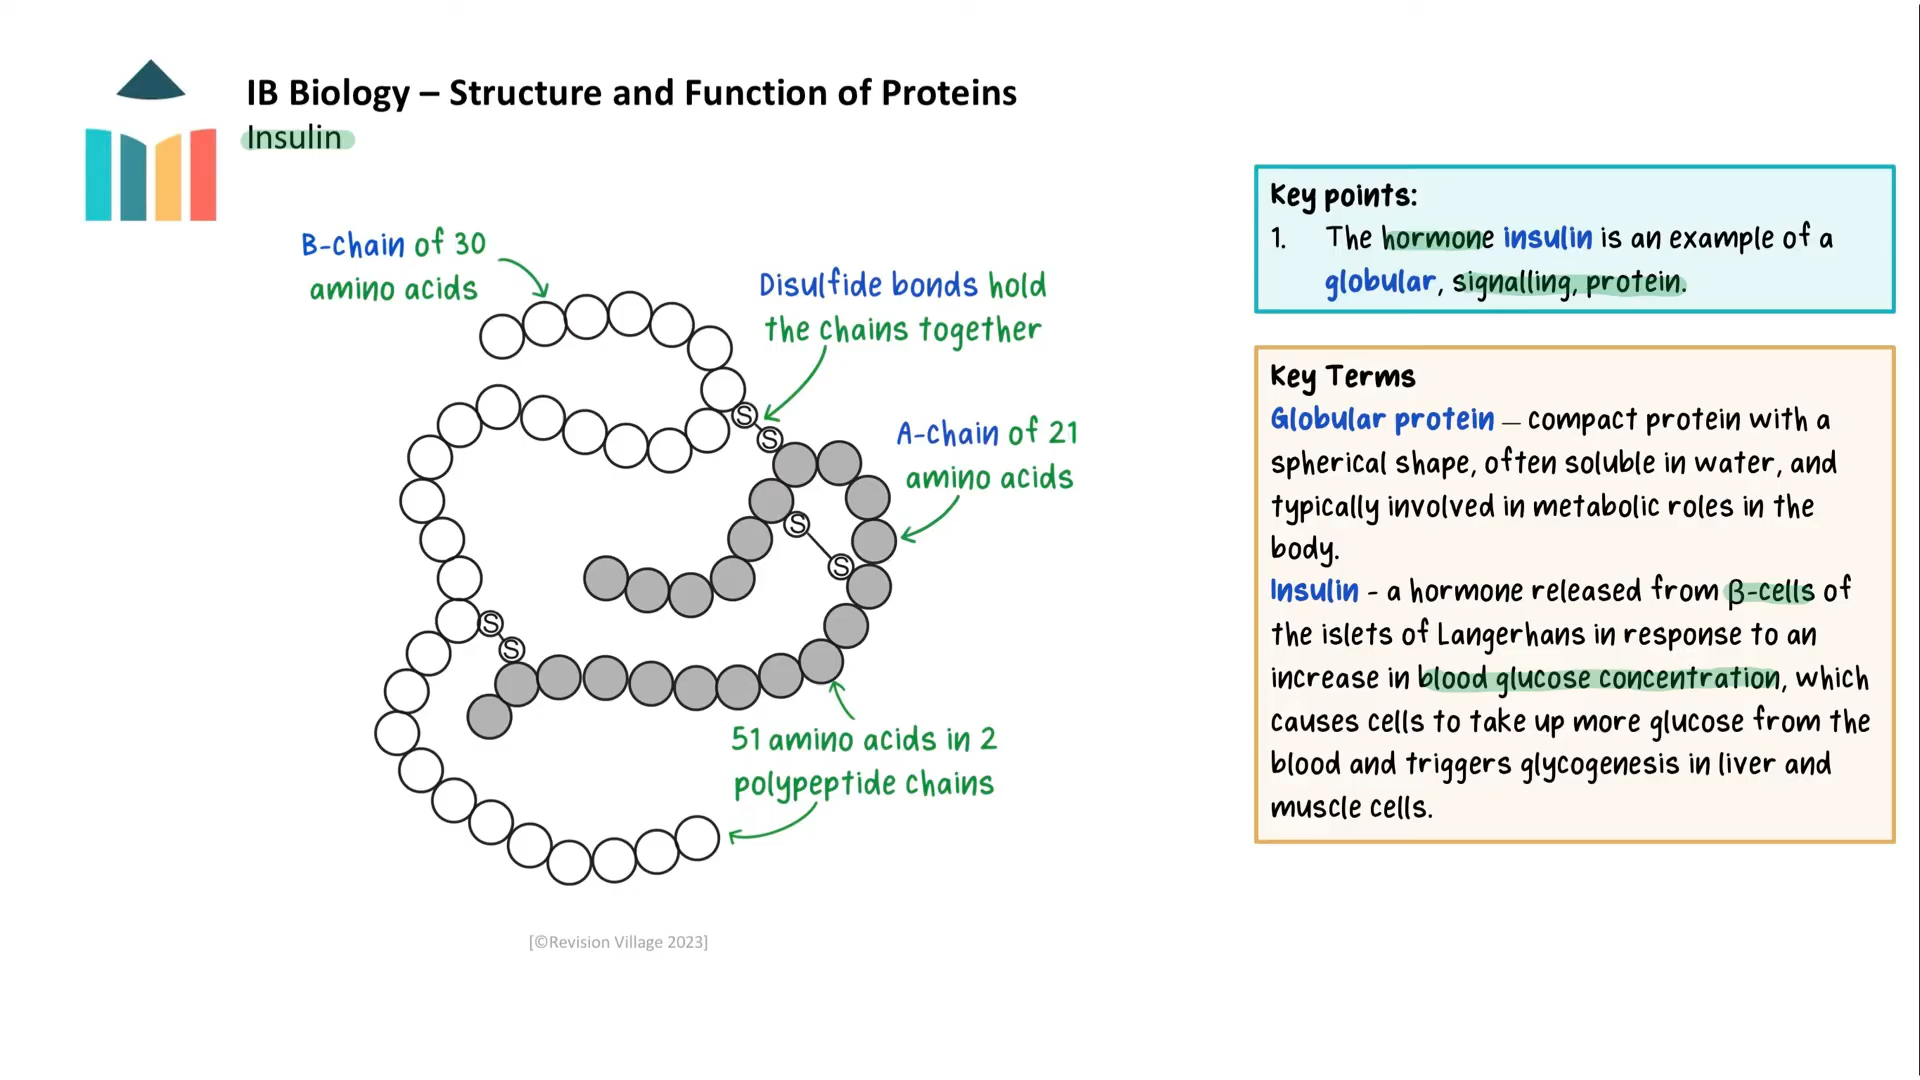 IB Biology – Structure and Function of Proteins
Insulin
B-chain of 30
amino acids
Disulfide bonds hold
the chains together
S
S
A-chain of 21
amino acids
S
S
S
S
51 amino acids in 2
polypeptide chains
[©Revision Village 2023]
Key points:
1. The hormone insulin is an example of a
globular, signalling, protein.
Key Terms
Globular protein – compact protein with a
spherical shape, often soluble in water, and
typically involved in metabolic roles in the
body.
Insulin - a hormone released from β-cells of
the islets of Langerhans in response to an
increase in blood glucose concentration, which
causes cells to take up more glucose from the
blood and triggers glycogenesis in liver and
muscle cells.